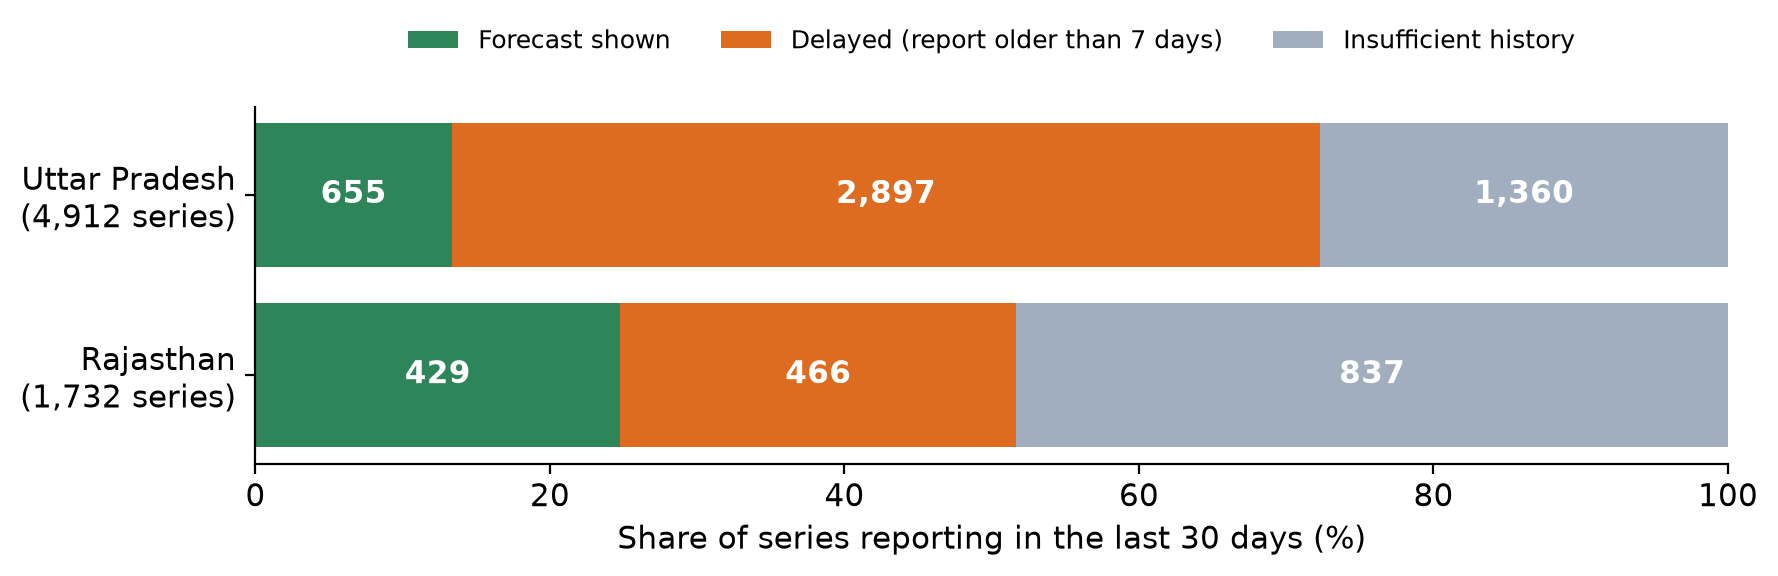 Forecast shown
Delayed (report older than 7 days)
Insufficient history
Uttar Pradesh
(4,912 series)
655
2,897
1,360
Rajasthan
(1,732 series)
429
466
837
0
20
40
60
80
100
Share of series reporting in the last 30 days (%)